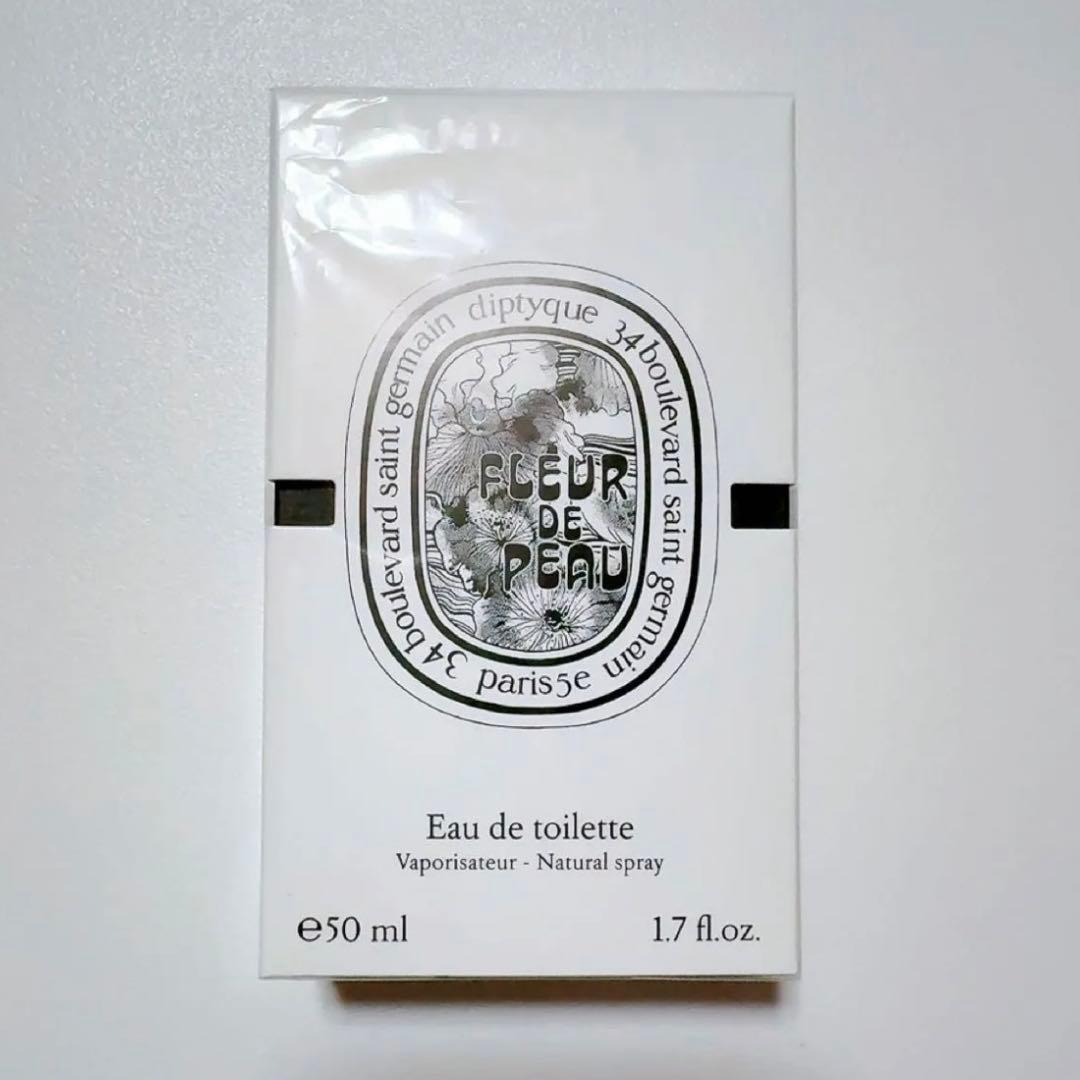 diptyque 34 boulevard saint germain paris 5e 34 boulevard saint germain
FLEUR
DE
PEAU
Eau de toilette
Vaporisateur - Natural spray
℮50 ml
1.7 fl.oz.